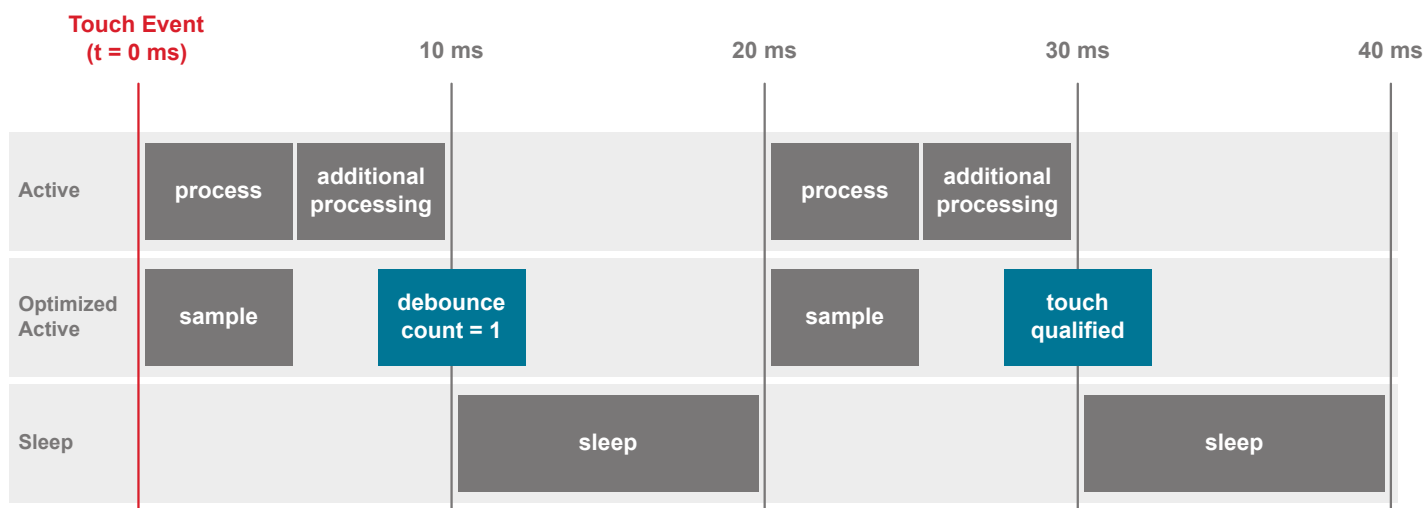 Touch Event
(t = 0 ms)
10 ms
20 ms
30 ms
40 ms
Active
process
additional
processing
process
additional
processing
Optimized
Active
sample
debounce
count = 1
sample
touch
qualified
Sleep
sleep
sleep